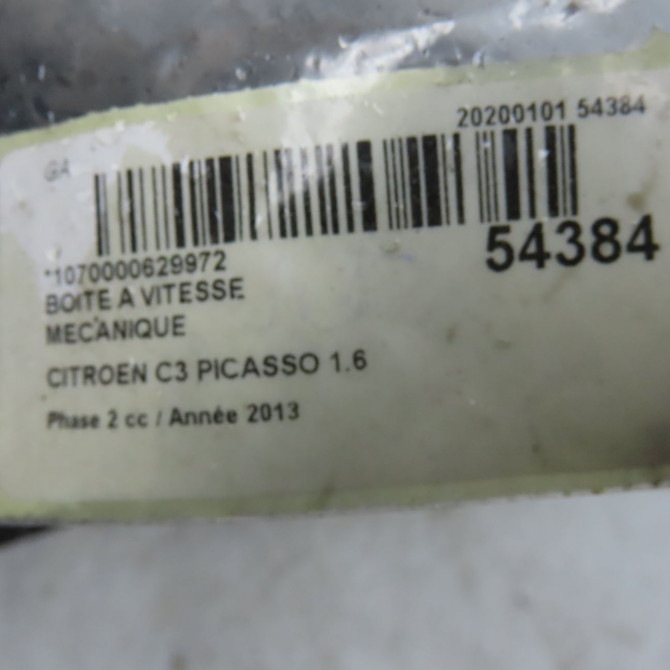 20200101 54384
GA
*1070000629972
54384
BOITE A VITESSE
MECANIQUE
CITROEN C3 PICASSO 1.6
Phase 2 cc / Année 2013